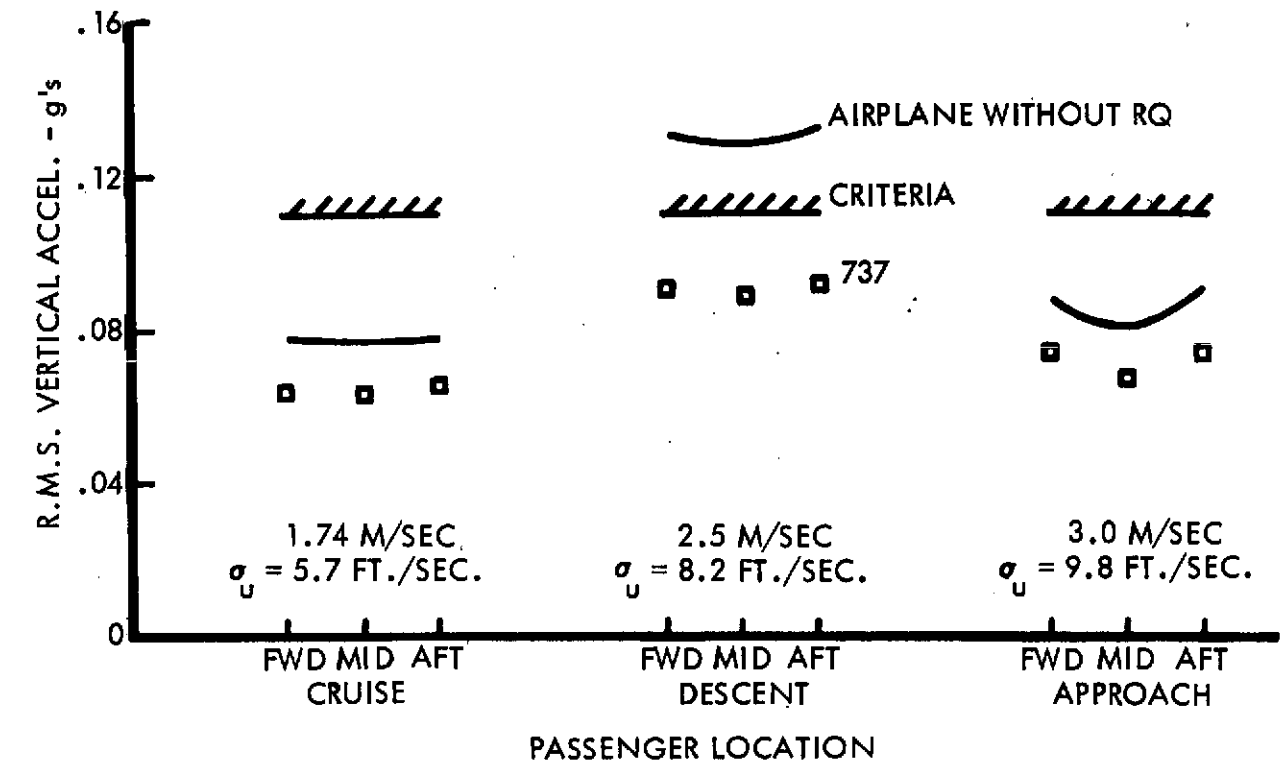 R.M.S. VERTICAL ACCEL. - g's
.16
.12
.08
.04
0
AIRPLANE WITHOUT RQ
CRITERIA
737
1.74 M/SEC
σu = 5.7 FT./SEC.
2.5 M/SEC
σu = 8.2 FT./SEC.
3.0 M/SEC
σu = 9.8 FT./SEC.
FWD MID AFT
CRUISE
FWD MID AFT
DESCENT
FWD MID AFT
APPROACH
PASSENGER LOCATION